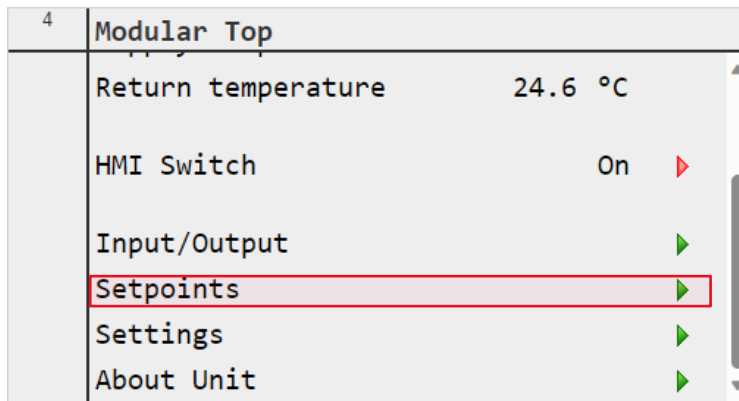 4
Modular Top
Return temperature 24.6 °C
HMI Switch On
Input/Output
Setpoints
Settings
About Unit